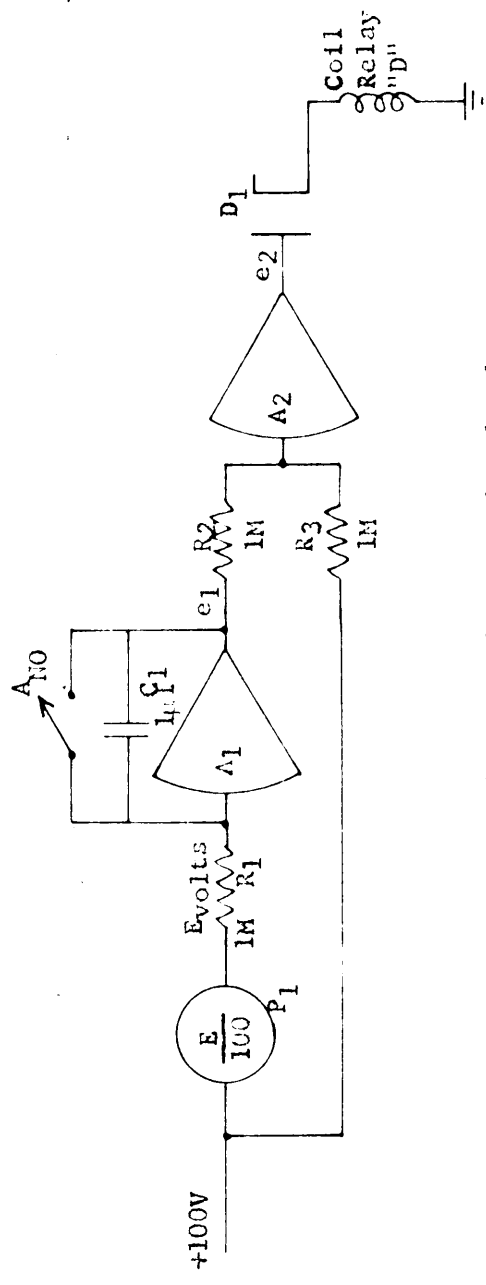 +100V
E
100
P1
Evolts
R1
1M
ANO
C1
1μf
A1
e1
R2
1M
R3
1M
A2
e2
D1
Coil
Relay
"D"